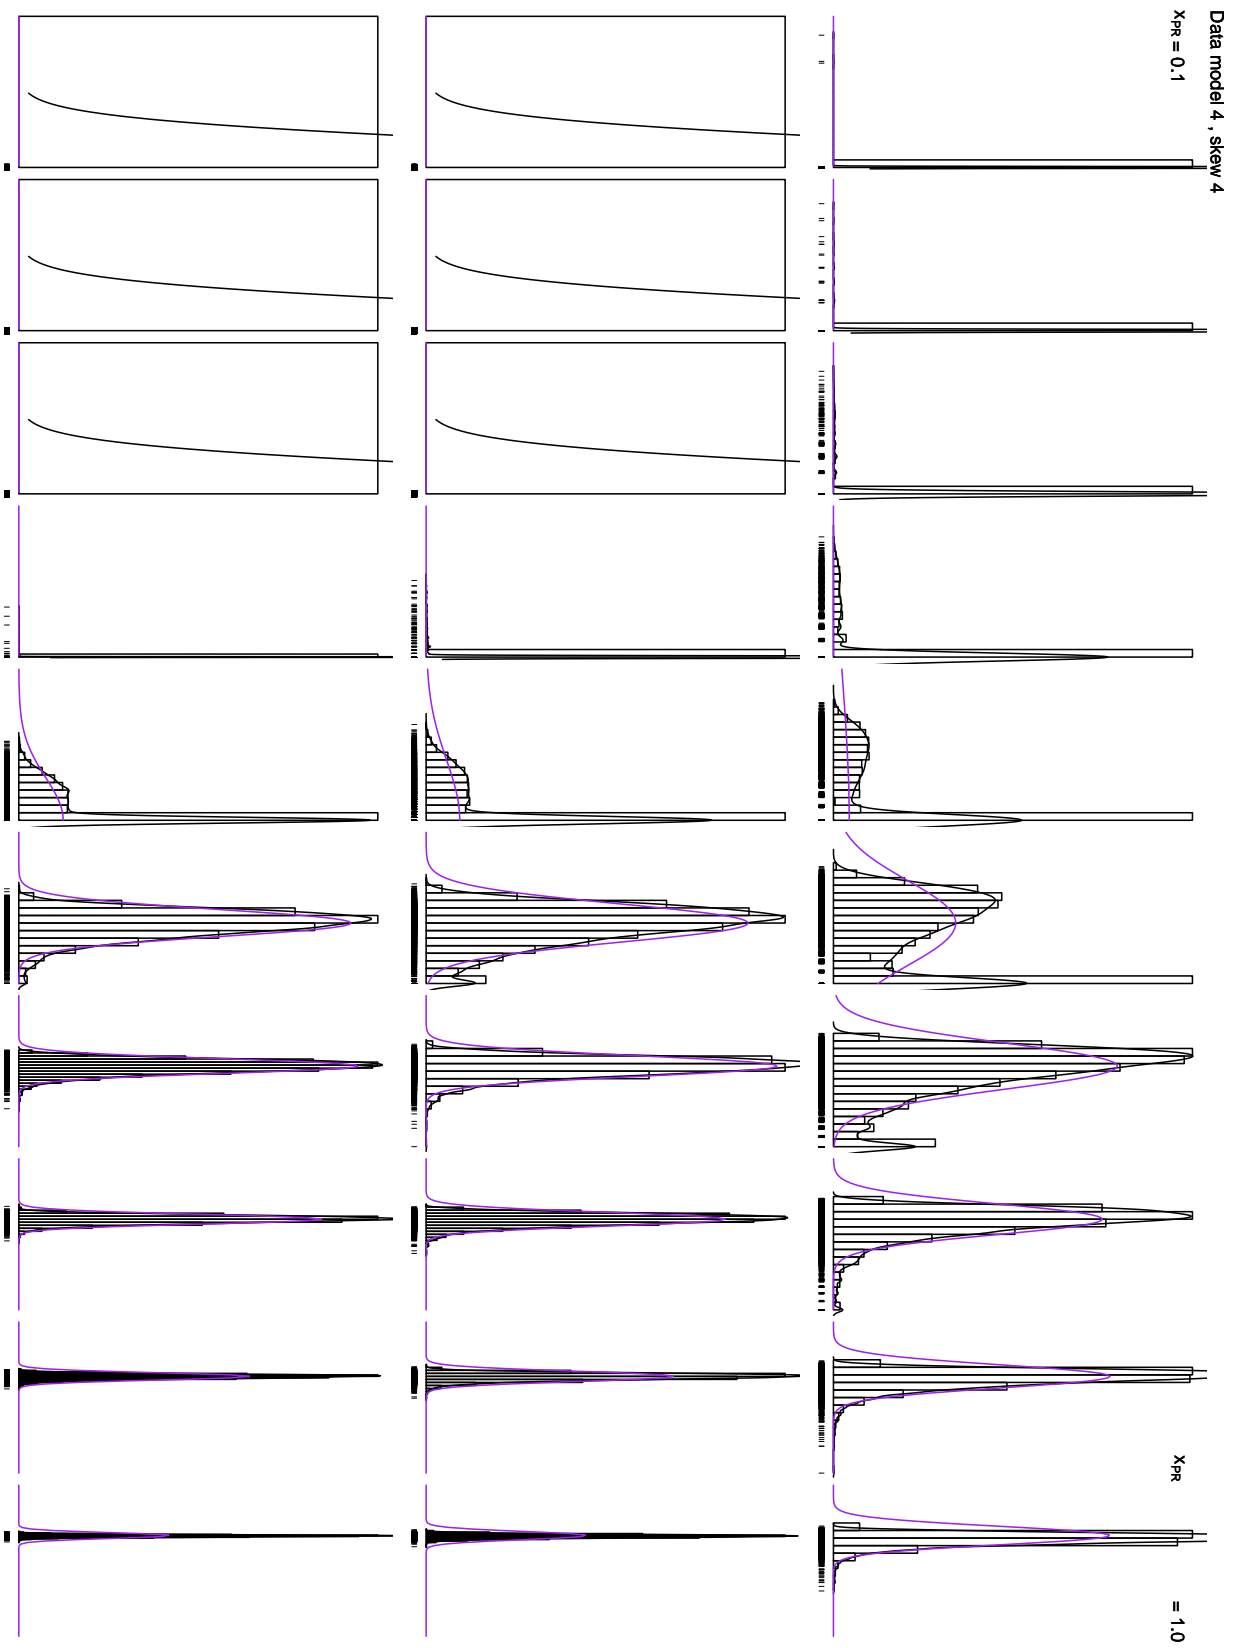 Data model 4 , skew 4
xPR = 0.1
xPR = 1.0